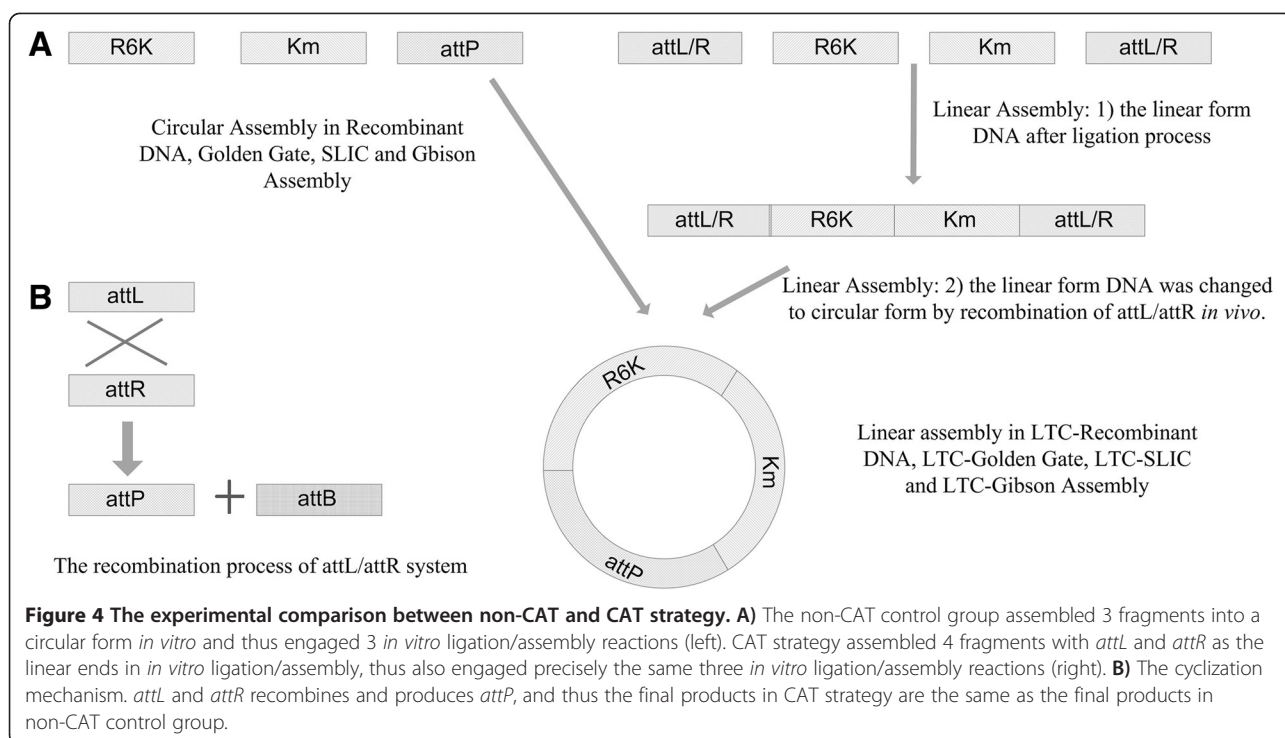 A
R6K
Km
attP
attL/R
R6K
Km
attL/R
Circular Assembly in Recombinant
DNA, Golden Gate, SLIC and Gbison
Assembly
Linear Assembly: 1) the linear form
DNA after ligation process
attL/R
R6K
Km
attL/R
Linear Assembly: 2) the linear form DNA was changed
to circular form by recombination of attL/attR in vivo.
B
attL
attR
attP
+
attB
The recombination process of attL/attR system
R6K
Km
attP
Linear assembly in LTC-Recombinant
DNA, LTC-Golden Gate, LTC-SLIC
and LTC-Gibson Assembly
Figure 4 The experimental comparison between non-CAT and CAT strategy. A) The non-CAT control group assembled 3 fragments into a
circular form in vitro and thus engaged 3 in vitro ligation/assembly reactions (left). CAT strategy assembled 4 fragments with attL and attR as the
linear ends in in vitro ligation/assembly, thus also engaged precisely the same three in vitro ligation/assembly reactions (right). B) The cyclization
mechanism. attL and attR recombines and produces attP, and thus the final products in CAT strategy are the same as the final products in
non-CAT control group.